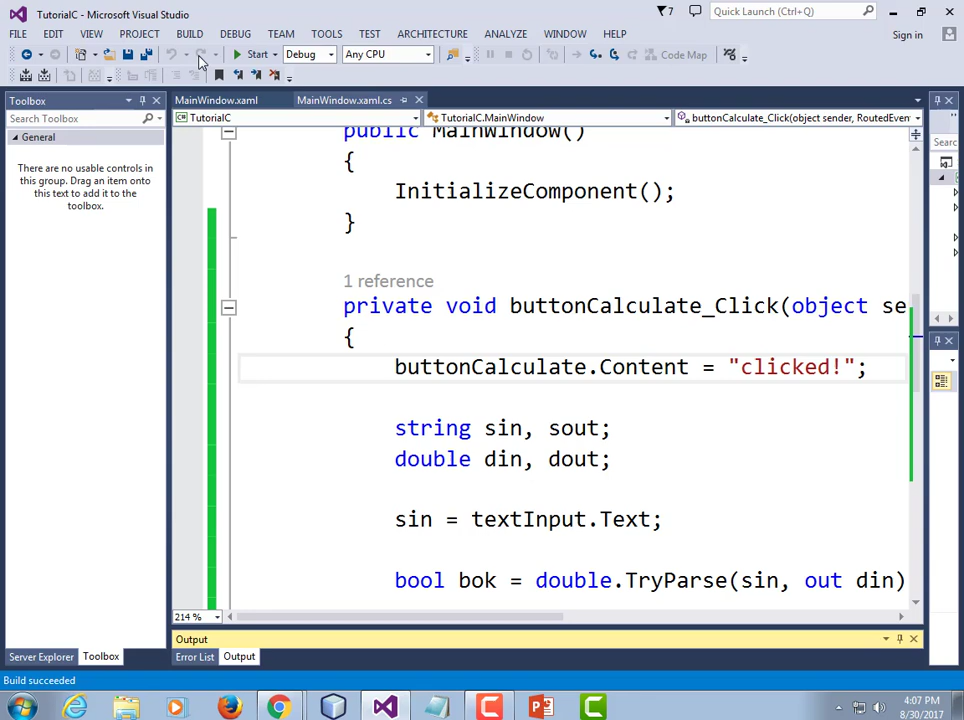 TutorialC - Microsoft Visual Studio
7
Quick Launch (Ctrl+Q)
FILE EDIT VIEW PROJECT BUILD DEBUG TEAM TOOLS TEST ARCHITECTURE ANALYZE WINDOW HELP
Sign in
Start Debug Any CPU Code Map
Toolbox
MainWindow.xaml MainWindow.xaml.cs
Search Toolbox
TutorialC TutorialC.MainWindow buttonCalculate_Click(object sender, RoutedEven
General
There are no usable controls in
this group. Drag an item onto
this text to add it to the
toolbox.
Searc
public MainWindow()
{
InitializeComponent();
}
1 reference
private void buttonCalculate_Click(object se
{
buttonCalculate.Content = "clicked!";
string sin, sout;
double din, dout;
sin = textInput.Text;
bool bok = double.TryParse(sin, out din)
214 %
Output
Server Explorer Toolbox Error List Output
Build succeeded
4:07 PM
8/30/2017